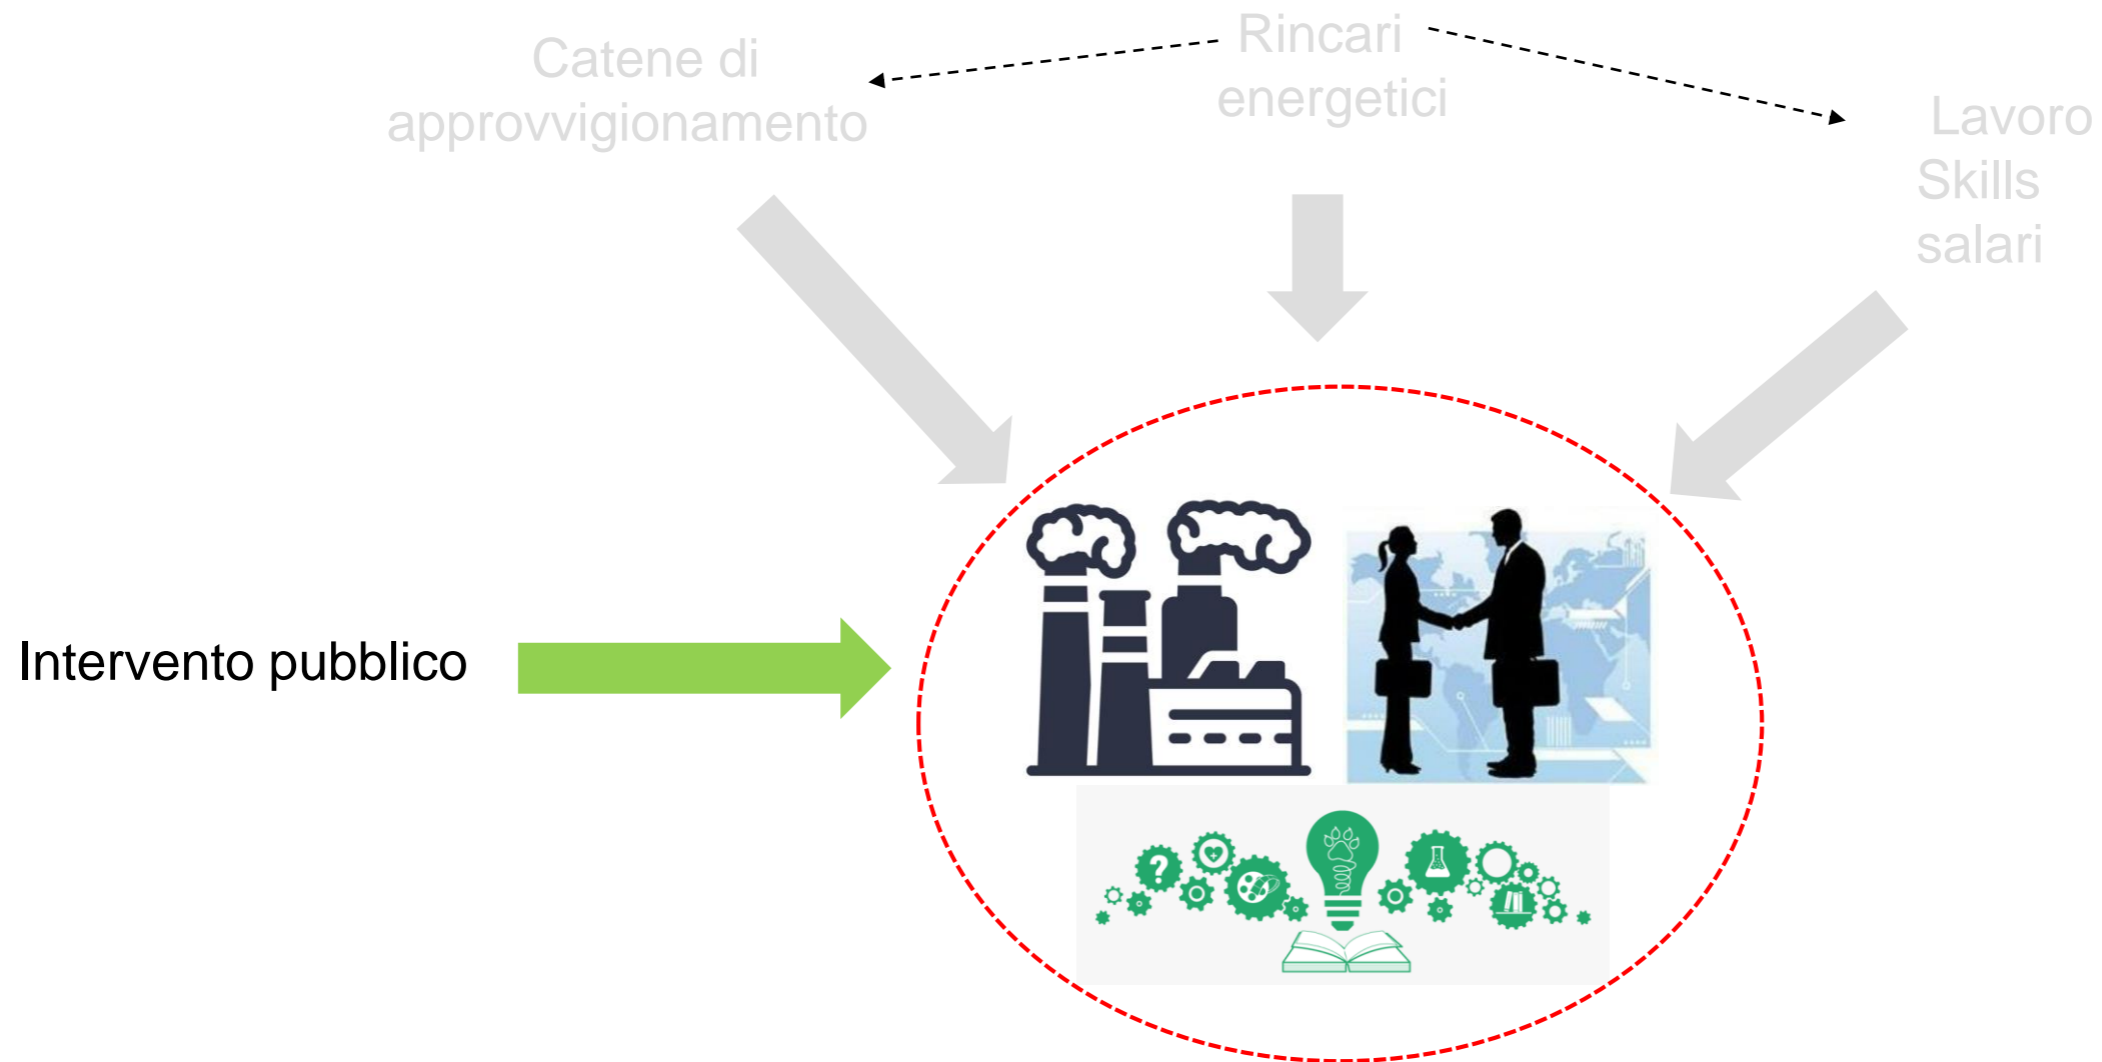 Catene di
approvvigionamento
Rincari
energetici
Lavoro
Skills
salari
Intervento pubblico
?